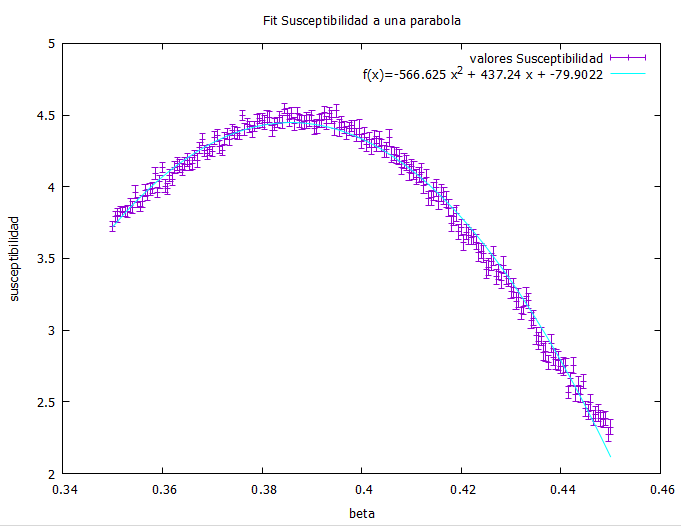 Fit Susceptibilidad a una parabola
valores Susceptibilidad
f(x)=-566.625 x² + 437.24 x + -79.9022
5
4.5
4
3.5
3
2.5
2
susceptibilidad
0.34 0.36 0.38 0.4 0.42 0.44 0.46
beta